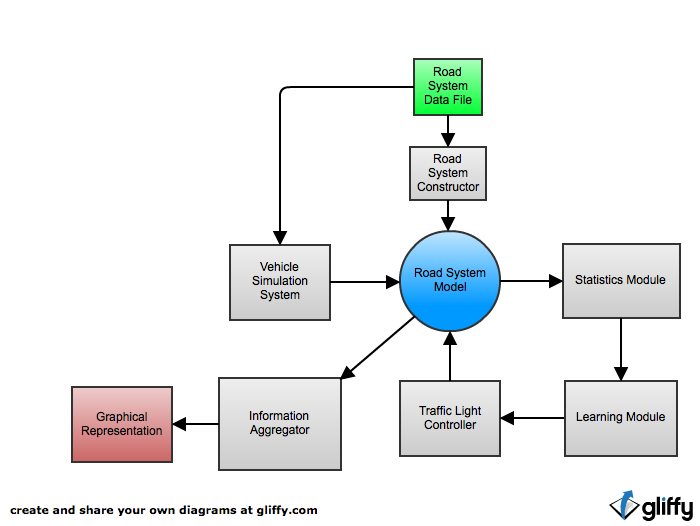 Road
System
Data File
Road
System
Constructor
Vehicle
Simulation
System
Road System
Model
Statistics Module
Graphical
Representation
Information
Aggregator
Traffic Light
Controller
Learning Module
create and share your own diagrams at gliffy.com
gliffy